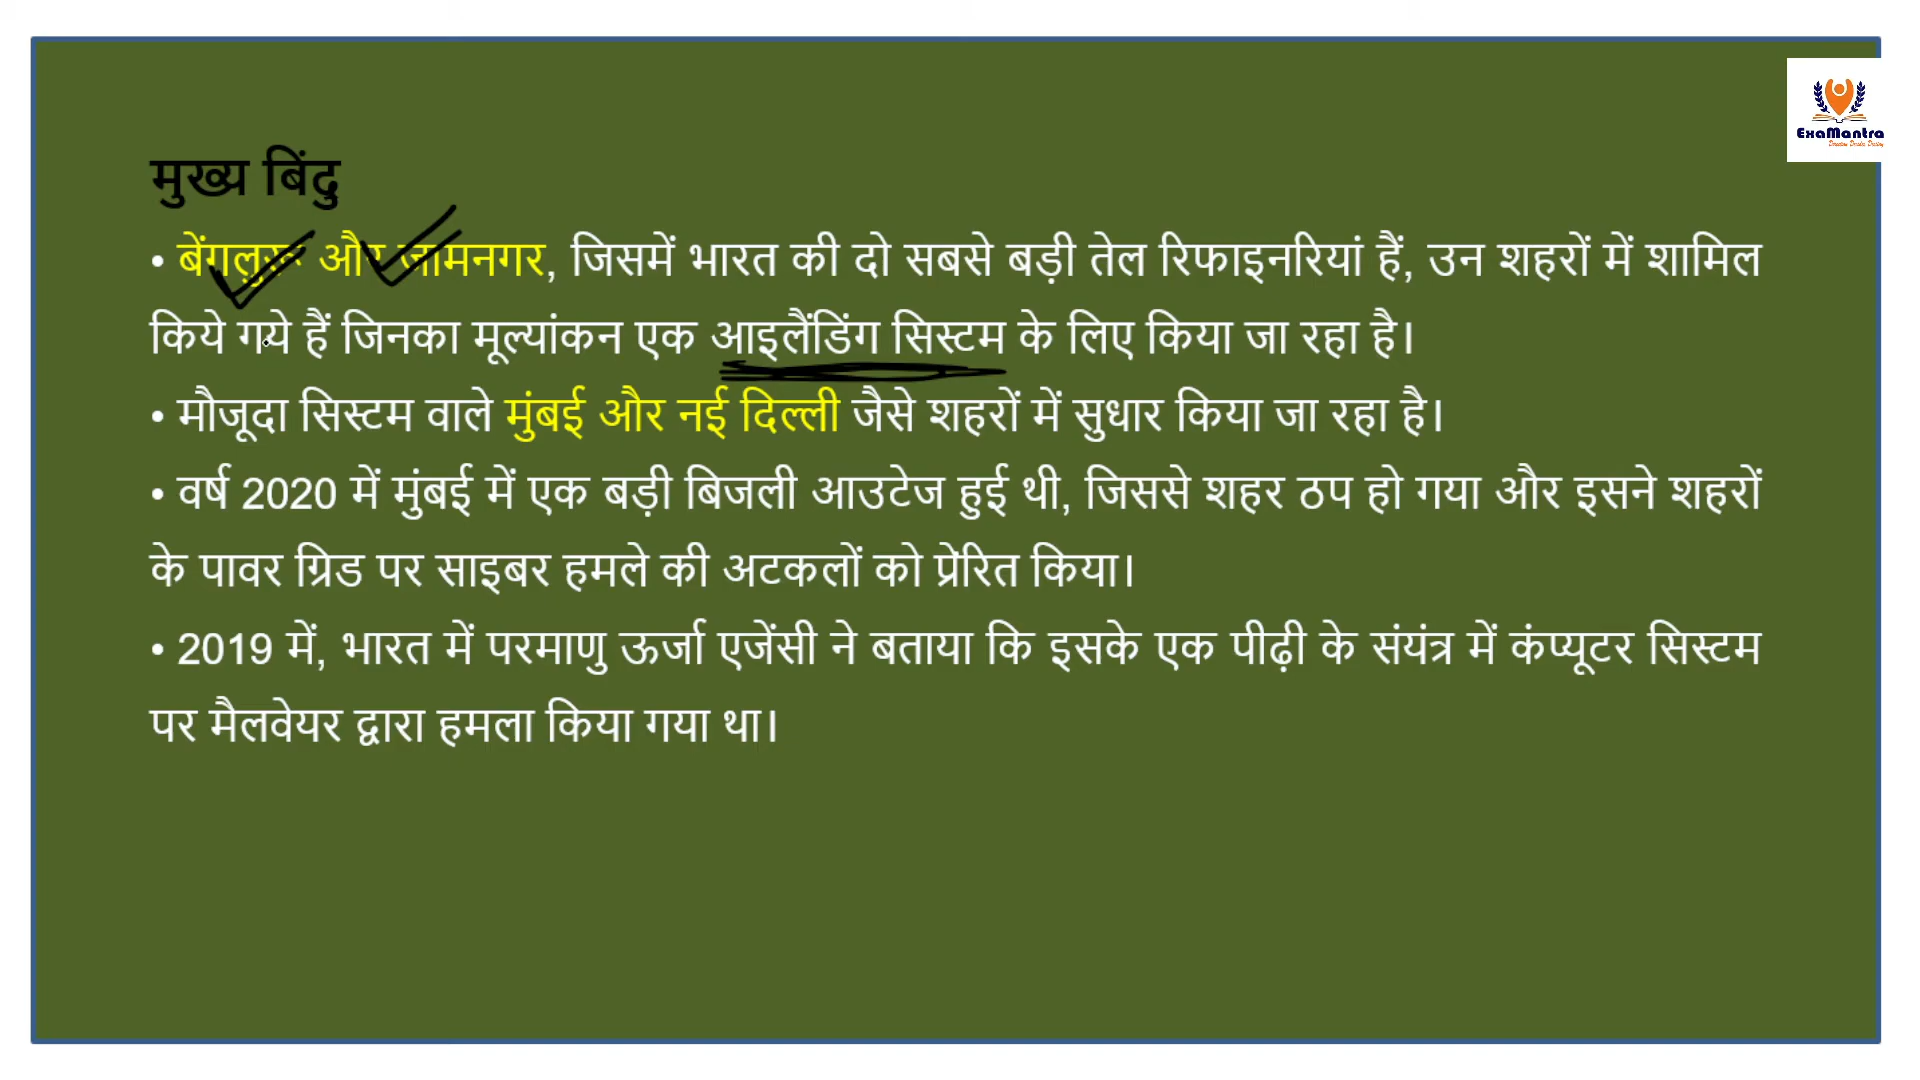 ExaMantra
मुख्य बिंदु
• बेंगलुरू और जामनगर, जिसमें भारत की दो सबसे बड़ी तेल रिफाइनरियां हैं, उन शहरों में शामिल
किये गये हैं जिनका मूल्यांकन एक आइलैंडिंग सिस्टम के लिए किया जा रहा है।
• मौजूदा सिस्टम वाले मुंबई और नई दिल्ली जैसे शहरों में सुधार किया जा रहा है।
• वर्ष 2020 में मुंबई में एक बड़ी बिजली आउटेज हुई थी, जिससे शहर ठप हो गया और इसने शहरों
के पावर ग्रिड पर साइबर हमले की अटकलों को प्रेरित किया।
• 2019 में, भारत में परमाणु ऊर्जा एजेंसी ने बताया कि इसके एक पीढ़ी के संयंत्र में कंप्यूटर सिस्टम
पर मैलवेयर द्वारा हमला किया गया था।